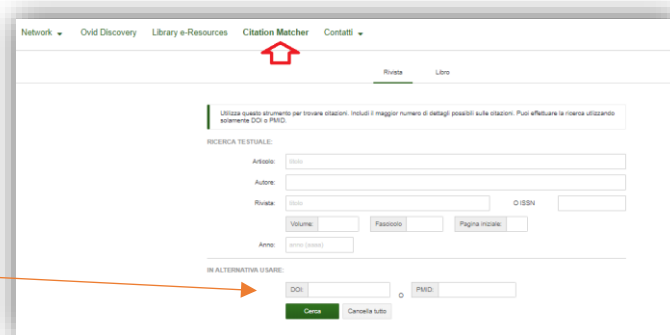 Network Ovid Discovery Library e-Resources Citation Matcher Contatti
Rivista Libro
Utilizza questo strumento per trovare citazioni. Includi il maggior numero di dettagli possibili sulle citazioni. Puoi effettuare la ricerca utilizzando
solamente DOI o PMID.
RICERCA TESTUALE:
Articolo: titolo
Autore:
Rivista: titolo O ISSN
Volume: Fascicolo Pagina iniziale:
Anno: anno (xxxx)
IN ALTERNATIVA USARE:
DOI: O PMID:
Cerca Cancella tutto